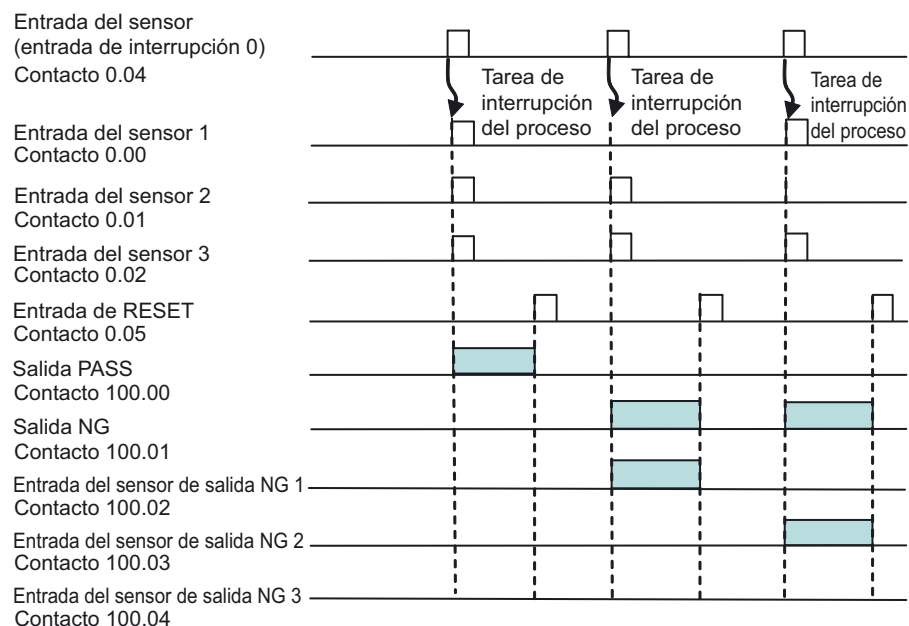 Entrada del sensor
(entrada de interrupción 0)
Contacto 0.04
Tarea de
interrupción
del proceso
Tarea de
interrupción
del proceso
Tarea de
interrupción
del proceso
Entrada del sensor 1
Contacto 0.00
Entrada del sensor 2
Contacto 0.01
Entrada del sensor 3
Contacto 0.02
Entrada de RESET
Contacto 0.05
Salida PASS
Contacto 100.00
Salida NG
Contacto 100.01
Entrada del sensor de salida NG 1
Contacto 100.02
Entrada del sensor de salida NG 2
Contacto 100.03
Entrada del sensor de salida NG 3
Contacto 100.04